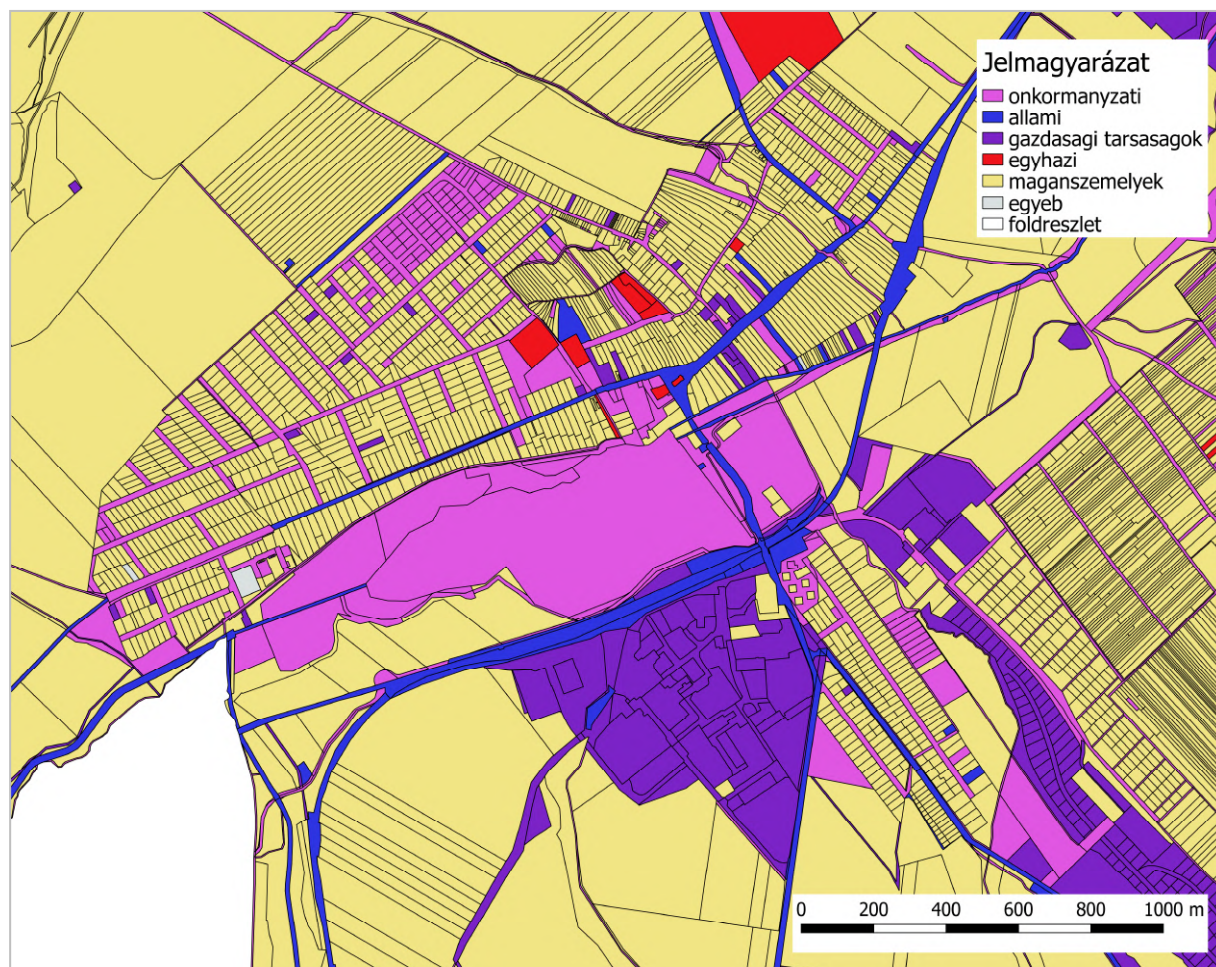 Jelmagyarázat
onkormanyzati
allami
gazdasagi tarsasagok
egyhazi
maganszemelyek
egyeb
foldreszlet
0 200 400 600 800 1000 m